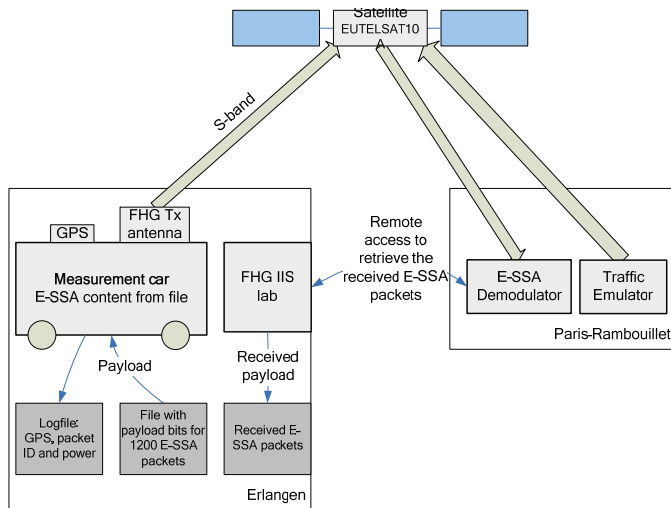 Satellite
EUTELSAT10
A
S-band
GPS
FHG Tx
antenna
Measurement car
E-SSA content from file
FHG IIS
lab
Remote
access to
retrieve the
received E-SSA
packets
E-SSA
Demodulator
Traffic
Emulator
Paris-Rambouillet
Payload
Received
payload
Logfile:
GPS, packet
ID and power
File with
payload bits for
1200 E-SSA
packets
Received E-
SSA packets
Erlangen